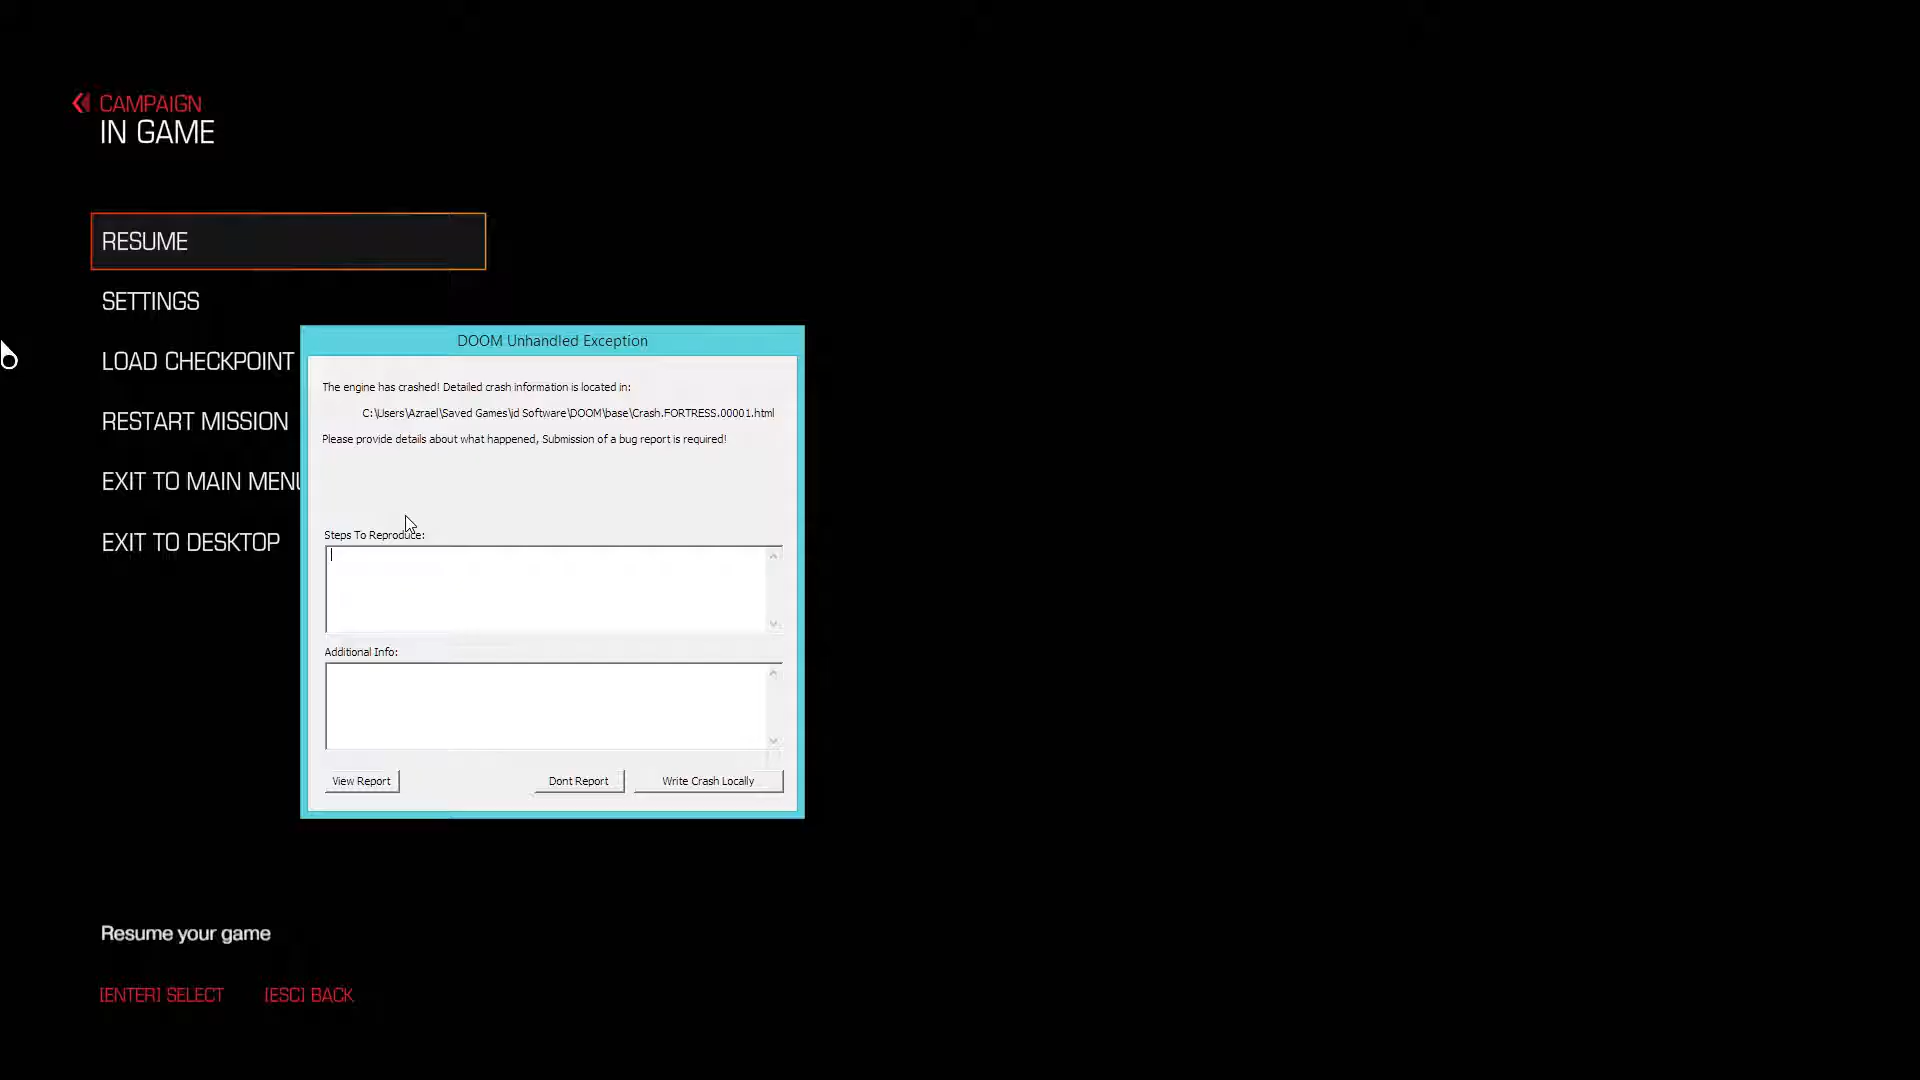 CAMPAIGN
IN GAME
RESUME
SETTINGS
LOAD CHECKPOINT
RESTART MISSION
EXIT TO MAIN MENU
EXIT TO DESKTOP
DOOM Unhandled Exception
The engine has crashed! Detailed crash information is located in:
C:\Users\Azrael\Saved Games\id Software\DOOM\base\Crash.FORTRESS.00001.html
Please provide details about what happened, Submission of a bug report is required!
Steps To Reproduce:
Additional Info:
View Report
Dont Report
Write Crash Locally
Resume your game
[ENTER] SELECT [ESC] BACK